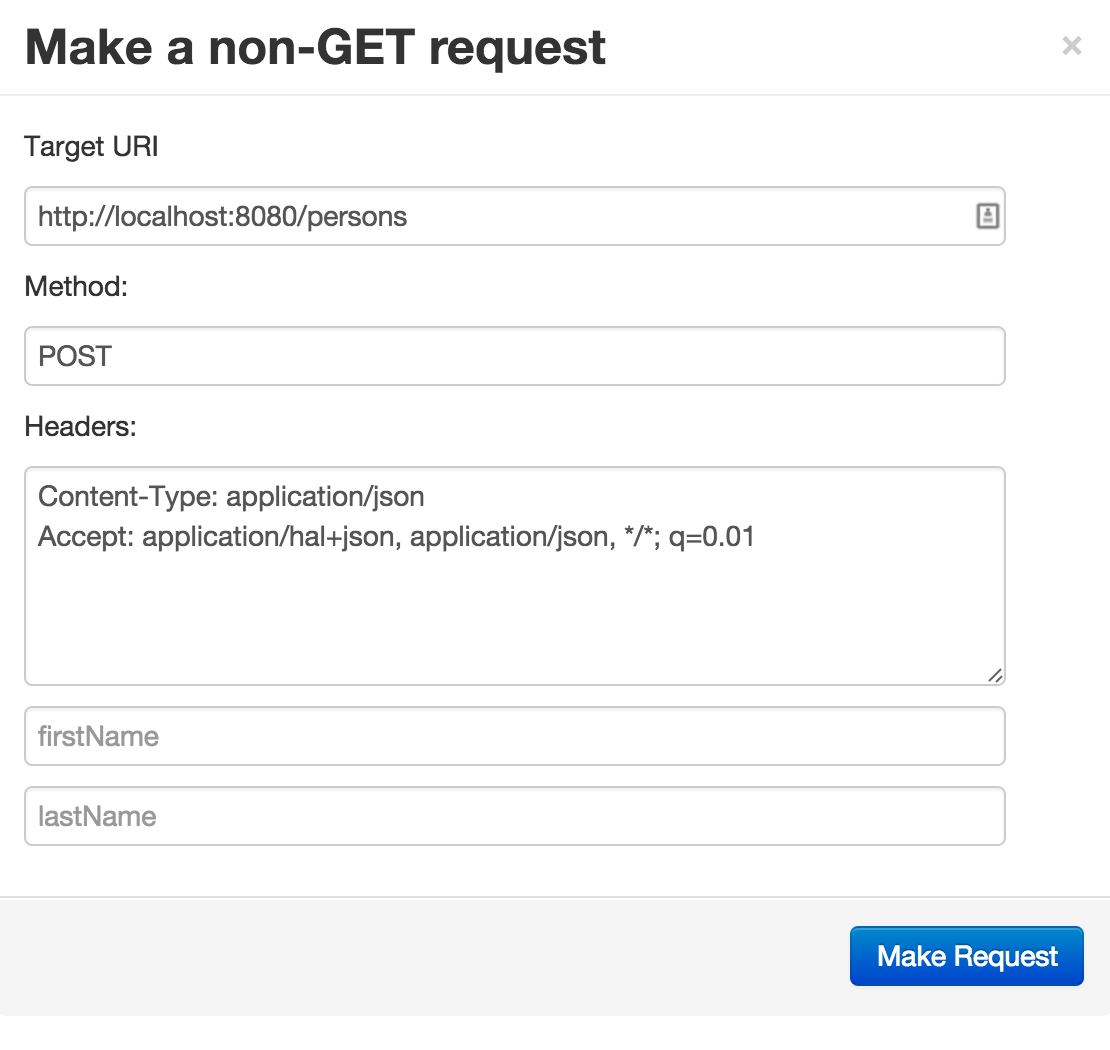 Make a non-GET request
×
Target URI
http://localhost:8080/persons
Method:
POST
Headers:
Content-Type: application/json
Accept: application/hal+json, application/json, */*; q=0.01
firstName
lastName
Make Request